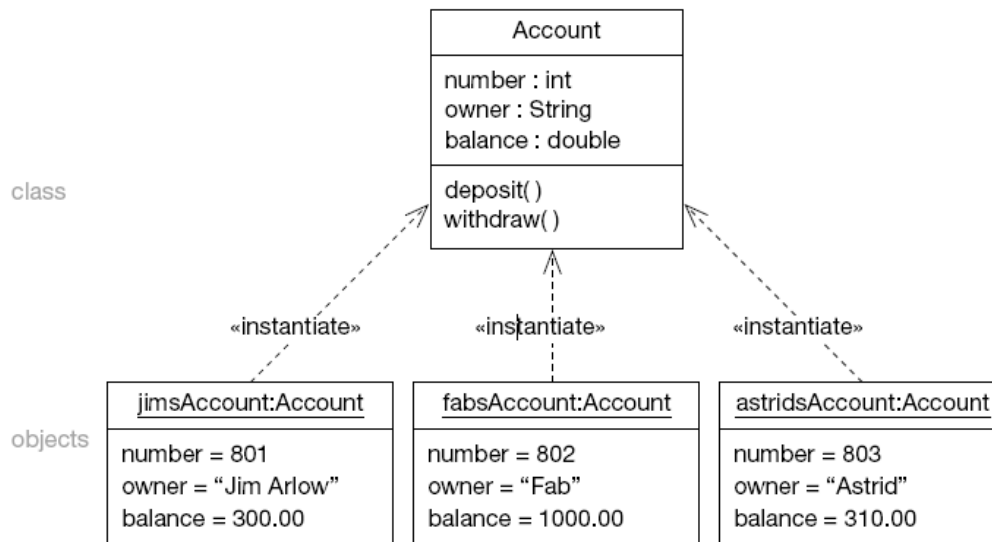 Account
number : int
owner : String
balance : double
class
deposit( )
withdraw( )
«instantiate»
«instantiate»
«instantiate»
jimsAccount:Account
fabsAccount:Account
astridsAccount:Account
objects
number = 801
owner = “Jim Arlow”
balance = 300.00
number = 802
owner = “Fab”
balance = 1000.00
number = 803
owner = “Astrid”
balance = 310.00